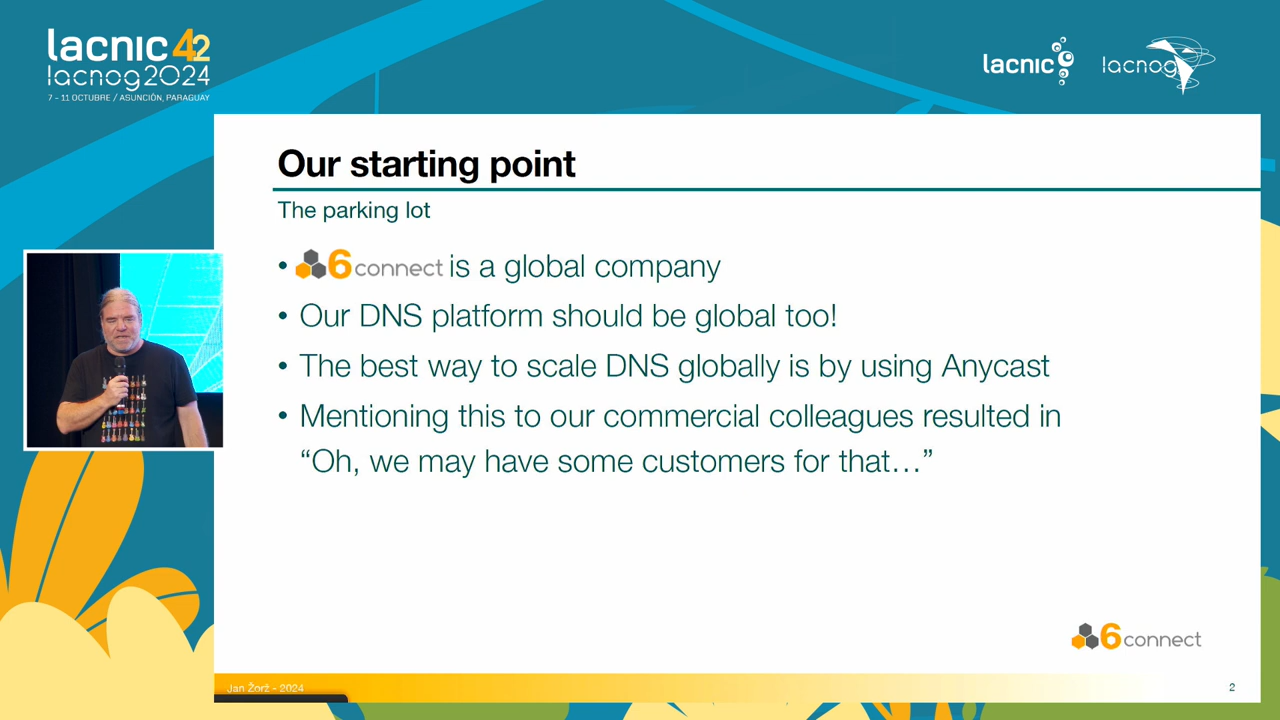 lacnic 42
lacnog2024
7 - 11 OCTUBRE / ASUNCIÓN, PARAGUAY
lacnic
lacnog
Our starting point
The parking lot
• 6connect is a global company
• Our DNS platform should be global too!
• The best way to scale DNS globally is by using Anycast
• Mentioning this to our commercial colleagues resulted in
“Oh, we may have some customers for that…”
6connect
Jan Žorž - 2024
2